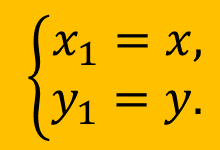 x₁ = x,
y₁ = y.